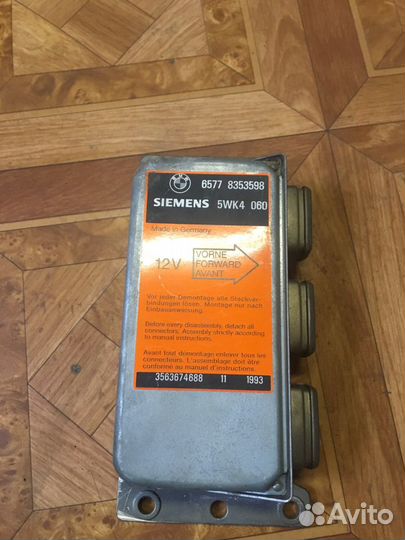 BMW
6577 8353598
SIEMENS 5WK4 060
Made in Germany
12V
VORNE
FORWARD
AVANT
Vor jeder Demontage alle Steckver-
bindungen lösen. Montage nur nach
Einbauanweisung.
Before every disassembly, detach all
connectors. Assembly strictly according
to manual instructions.
Avant tout démontage enlever tous les
connecteurs. L'assemblage doit être
conforme au manuel d'instructions.
3563674688 11 1993
Avito